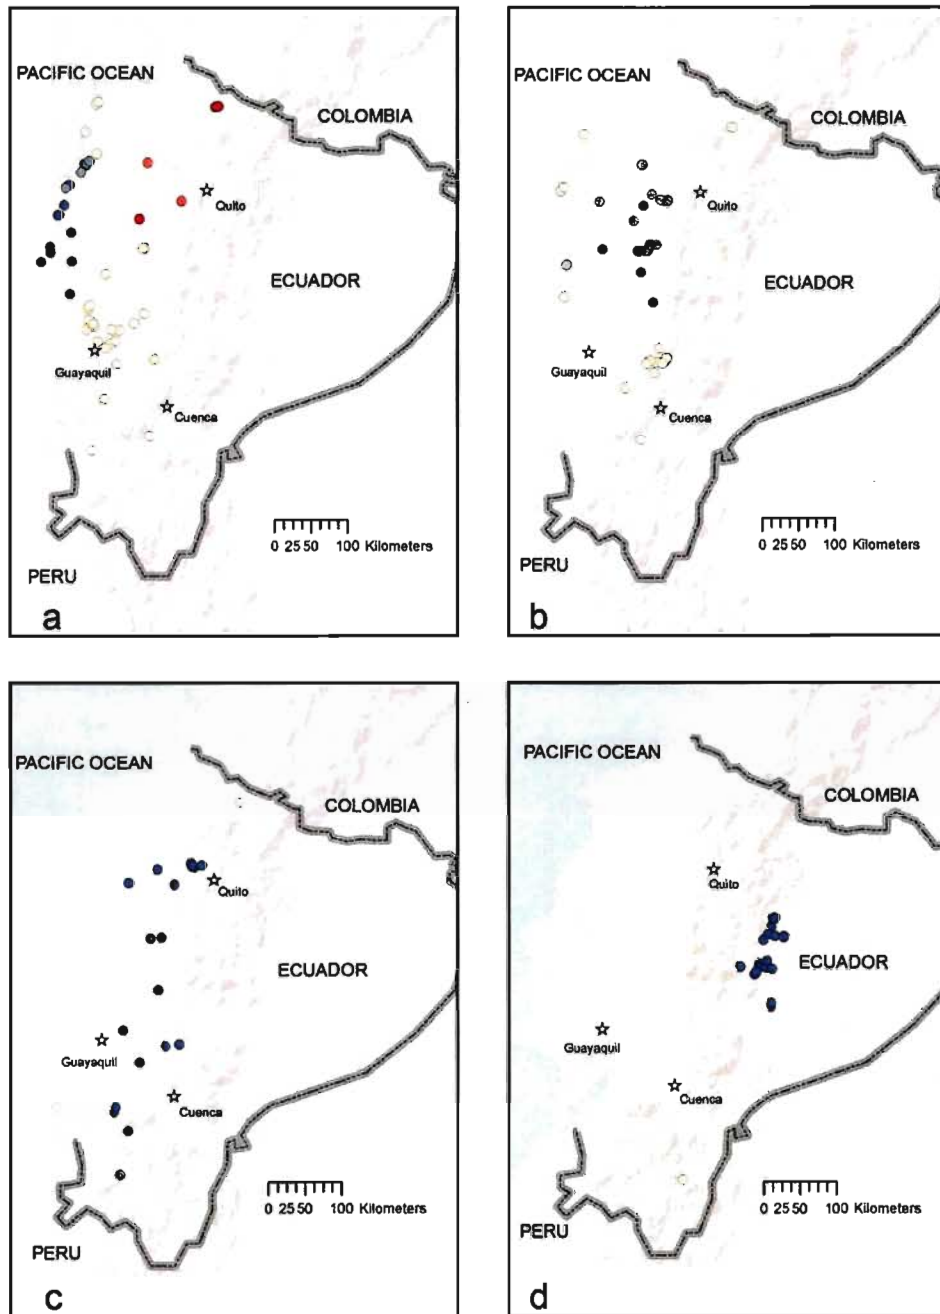 PACIFIC OCEAN
COLOMBIA
Quito
ECUADOR
Guayaquil
Cuenca
0 25 50 100 Kilometers
PERU
a
PACIFIC OCEAN
COLOMBIA
Quito
ECUADOR
Guayaquil
Cuenca
0 25 50 100 Kilometers
PERU
b
PACIFIC OCEAN
COLOMBIA
Quito
ECUADOR
Guayaquil
Cuenca
0 25 50 100 Kilometers
PERU
c
PACIFIC OCEAN
COLOMBIA
Quito
ECUADOR
Guayaquil
Cuenca
0 25 50 100 Kilometers
PERU
d